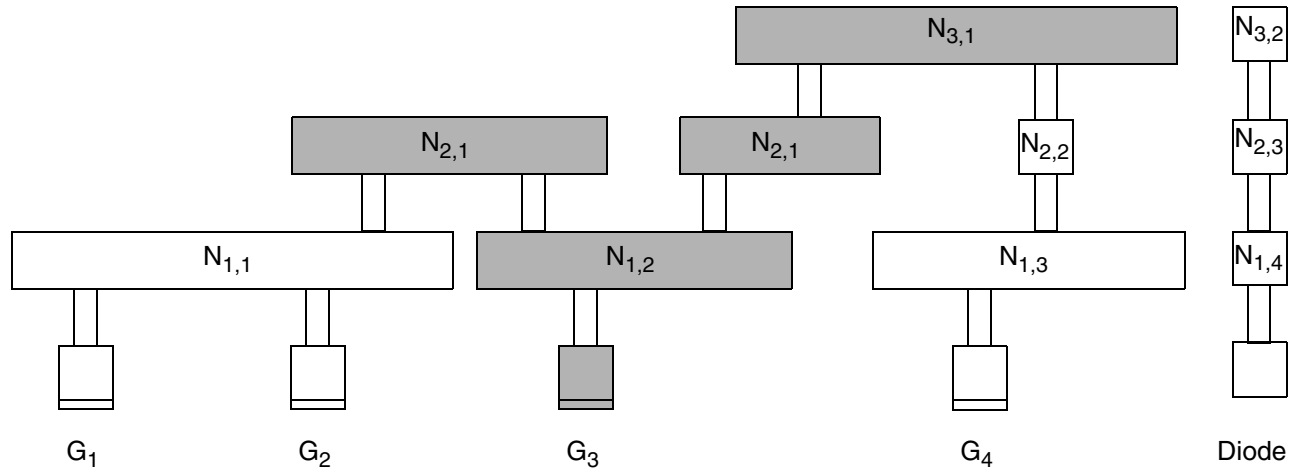 N3,1 N3,2
N2,1 N2,1 N2,2 N2,3
N1,1 N1,2 N1,3 N1,4
G1 G2 G3 G4 Diode